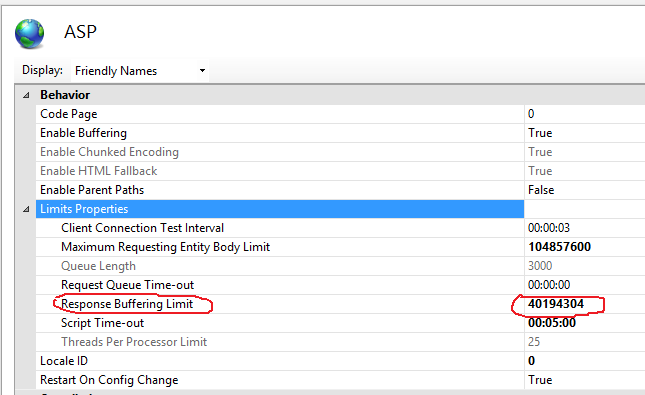 ASP
Display: Friendly Names
Behavior
Code Page 0
Enable Buffering True
Enable Chunked Encoding True
Enable HTML Fallback True
Enable Parent Paths False
Limits Properties
Client Connection Test Interval 00:00:03
Maximum Requesting Entity Body Limit 104857600
Queue Length 3000
Request Queue Time-out 00:00:00
Response Buffering Limit 40194304
Script Time-out 00:05:00
Threads Per Processor Limit 25
Locale ID 0
Restart On Config Change True